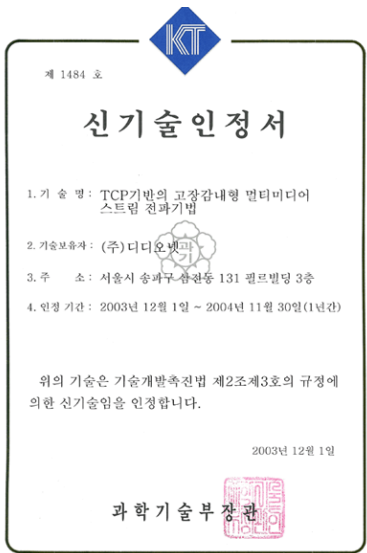 KT
제 1484 호
신기술인정서
1. 기 술 명 : TCP기반의 고장감내형 멀티미디어
스트림 전파기법
2. 기술보유자 : (주)디디오넷
과기
3. 주 소 : 서울시 송파구 삼전동 131 필르빌딩 3층
4. 인정 기간 : 2003년 12월 1일 ~ 2004년 11월 30일(1년간)
위의 기술은 기술개발촉진법 제2조제3호의 규정에
의한 신기술임을 인정합니다.
2003년 12월 1일
과학기술부장관